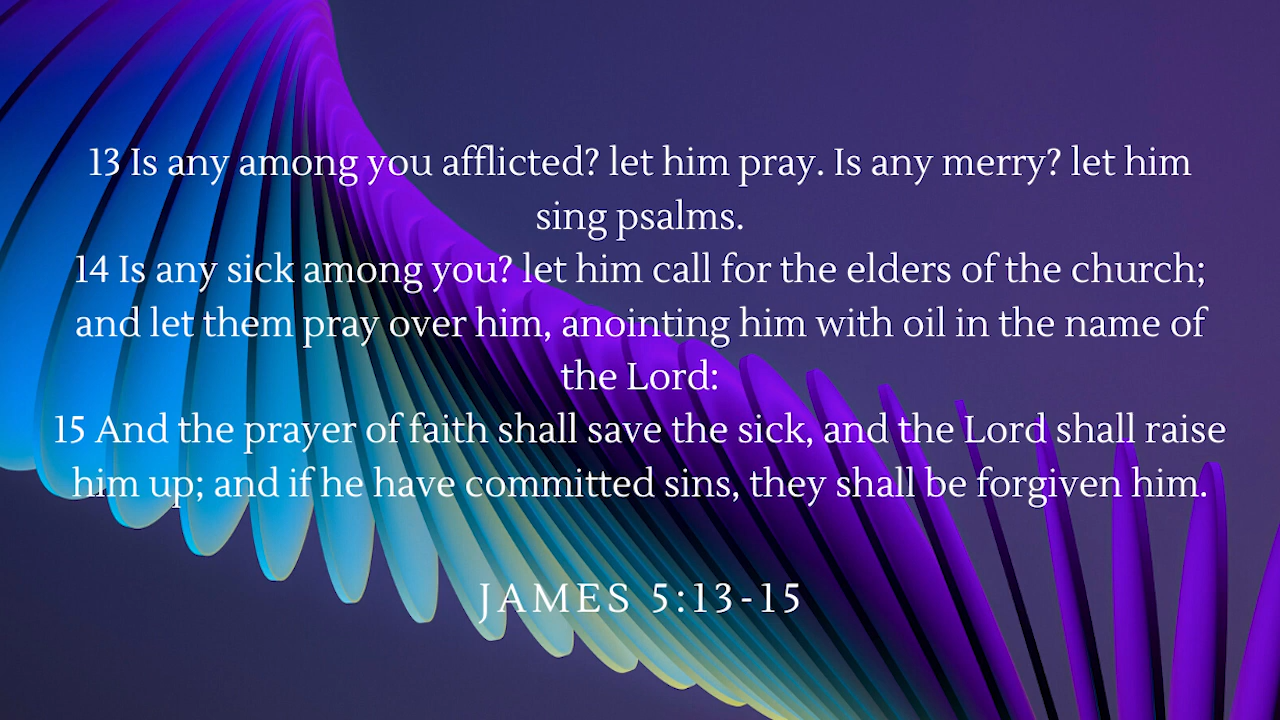 13 Is any among you afflicted? let him pray. Is any merry? let him
sing psalms.
14 Is any sick among you? let him call for the elders of the church;
and let them pray over him, anointing him with oil in the name of
the Lord:
15 And the prayer of faith shall save the sick, and the Lord shall raise
him up; and if he have committed sins, they shall be forgiven him.
JAMES 5:13-15